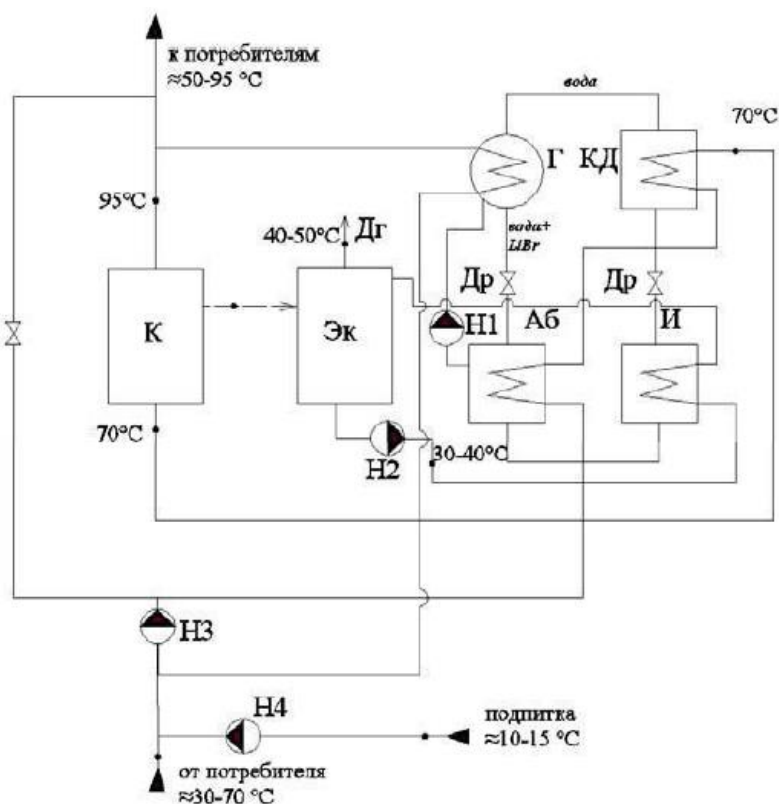 к потребителям
≈50-95 °C
вода
70°C
Г
КД
95°C
40-50°C
Дг
вода+
LiBr
Др
Др
К
Эк
Н1
Аб
И
70°C
Н2
30-40°C
Н3
Н4
подпитка
≈10-15 °C
от потребителя
≈30-70 °C